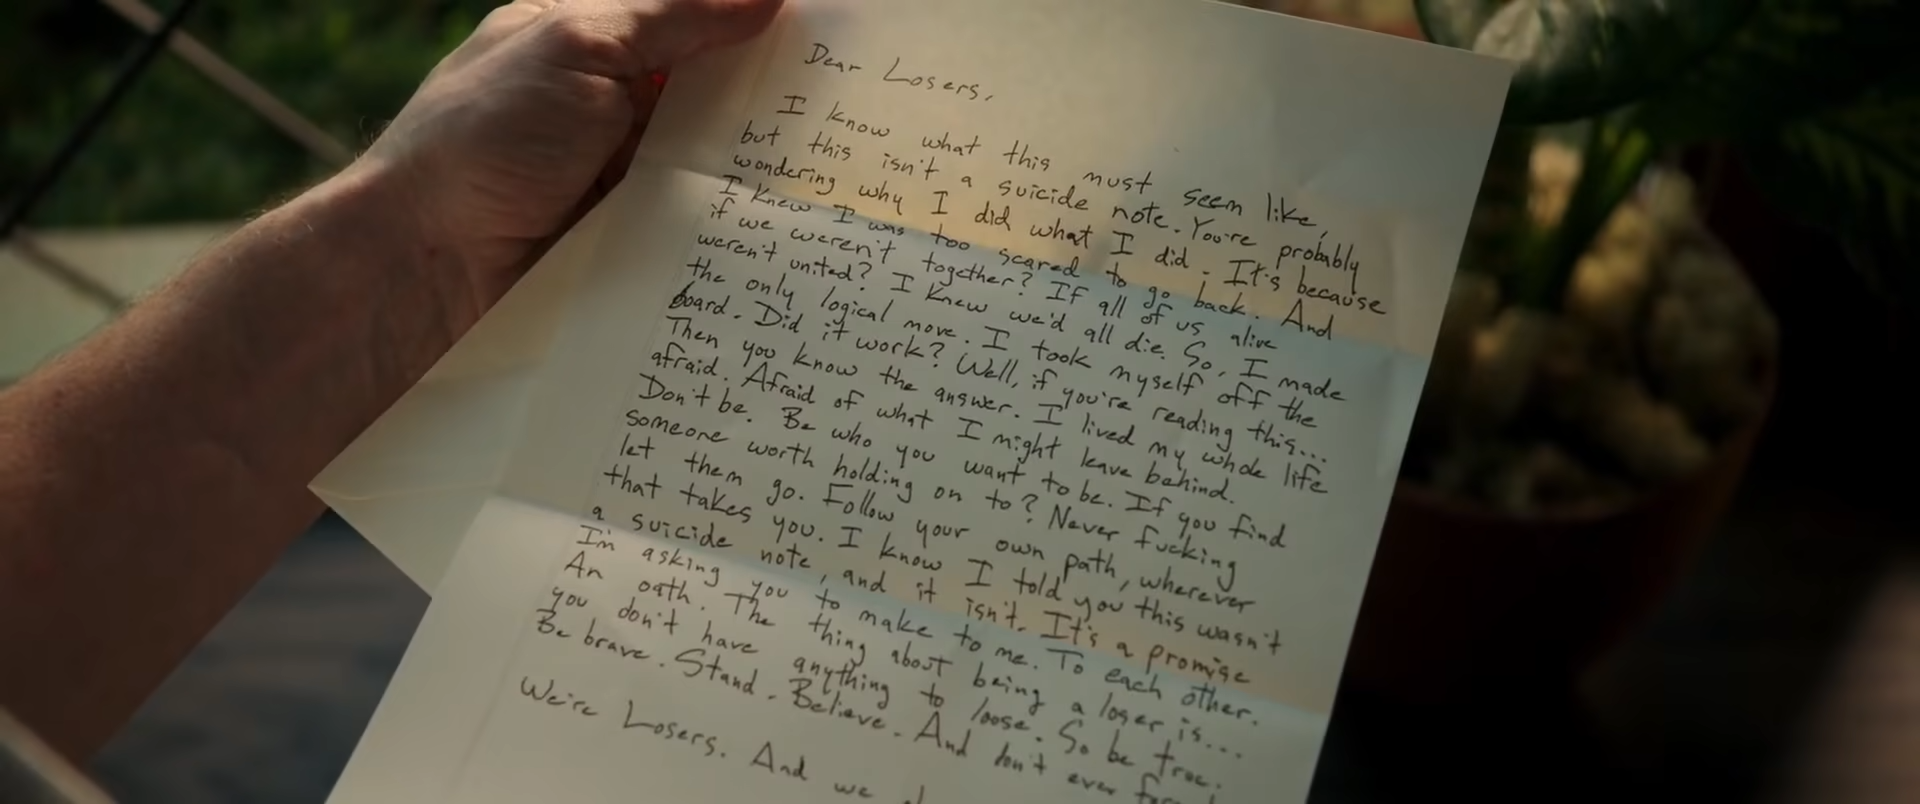 Dear Losers,
I know what this must seem like,
but this isn't a suicide note. You're probably
wondering why I did what I did. It's because
I knew I was too scared to go back. And
if we weren't together? If all of us alive
weren't united? I knew we'd all die. So, I made
the only logical move. I took myself off the
board. Did it work? Well, if you're reading this...
Then you know the answer. I lived my whole life
afraid. Afraid of what I might leave behind.
Don't be. Be who you want to be. If you find
someone worth holding on to? Never fucking
let them go. Follow your own path, wherever
that takes you. I know I told you this wasn't
a suicide note, and it isn't. It's a promise
I'm asking you to make to me. To each other.
An oath. The thing about being a loser is...
you don't have anything to loose. So be true.
Be brave. Stand. Believe. And don't ever
We're Losers. And we